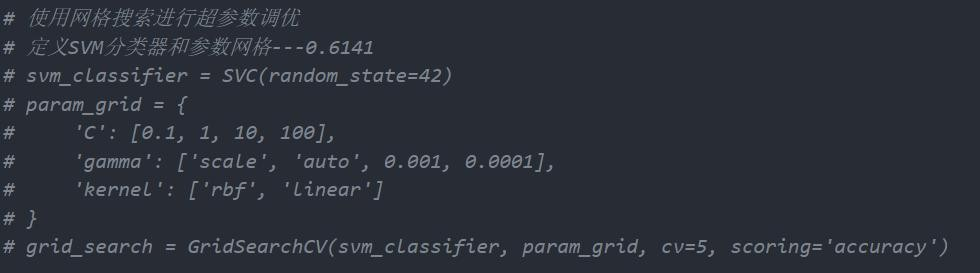 # 使用网格搜索进行超参数调优
# 定义SVM分类器和参数网格---0.6141
# svm_classifier = SVC(random_state=42)
# param_grid = {
#     'C': [0.1, 1, 10, 100],
#     'gamma': ['scale', 'auto', 0.001, 0.0001],
#     'kernel': ['rbf', 'linear']
# }
# grid_search = GridSearchCV(svm_classifier, param_grid, cv=5, scoring='accuracy')